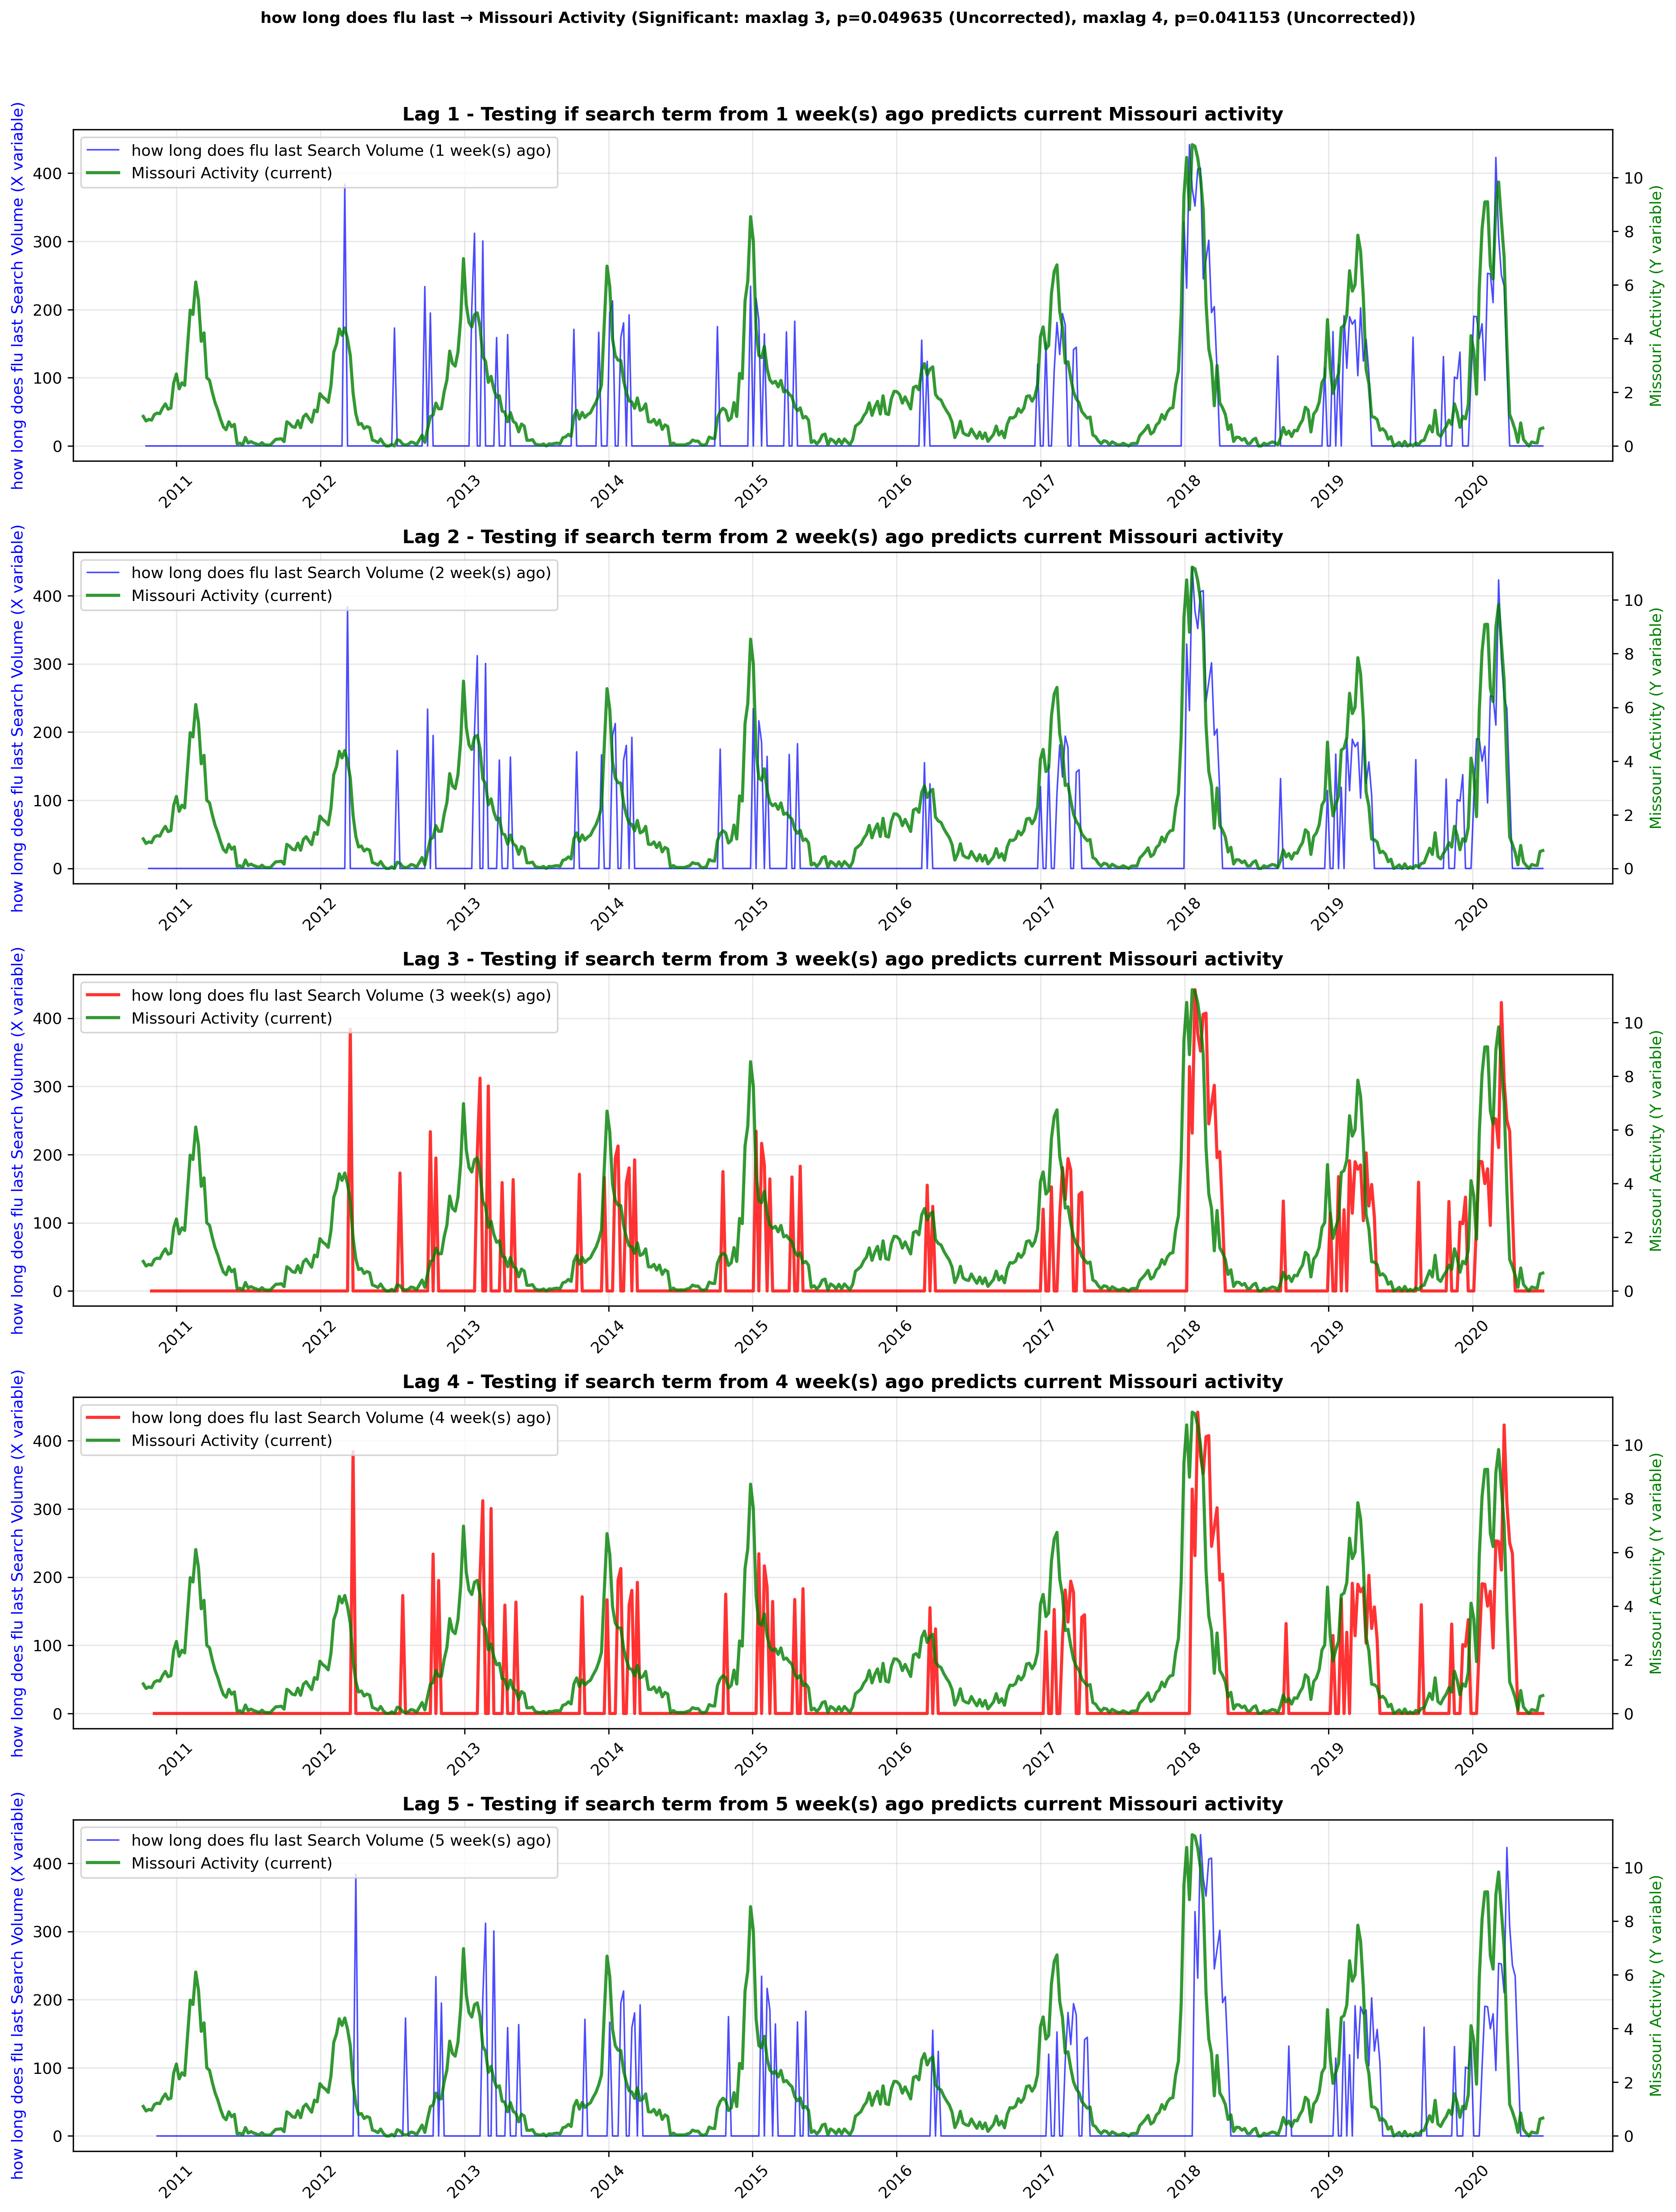 how long does flu last → Missouri Activity (Significant: maxlag 3, p=0.049635 (Uncorrected), maxlag 4, p=0.041153 (Uncorrected))
Lag 1 - Testing if search term from 1 week(s) ago predicts current Missouri activity
how long does flu last Search Volume (X variable)
how long does flu last Search Volume (1 week(s) ago)
Missouri Activity (current)
400
300
200
100
0
10
8
6
4
2
0
Missouri Activity (Y variable)
2011 2012 2013 2014 2015 2016 2017 2018 2019 2020
Lag 2 - Testing if search term from 2 week(s) ago predicts current Missouri activity
how long does flu last Search Volume (X variable)
how long does flu last Search Volume (2 week(s) ago)
Missouri Activity (current)
400
300
200
100
0
10
8
6
4
2
0
Missouri Activity (Y variable)
2011 2012 2013 2014 2015 2016 2017 2018 2019 2020
Lag 3 - Testing if search term from 3 week(s) ago predicts current Missouri activity
how long does flu last Search Volume (X variable)
how long does flu last Search Volume (3 week(s) ago)
Missouri Activity (current)
400
300
200
100
0
10
8
6
4
2
0
Missouri Activity (Y variable)
2011 2012 2013 2014 2015 2016 2017 2018 2019 2020
Lag 4 - Testing if search term from 4 week(s) ago predicts current Missouri activity
how long does flu last Search Volume (X variable)
how long does flu last Search Volume (4 week(s) ago)
Missouri Activity (current)
400
300
200
100
0
10
8
6
4
2
0
Missouri Activity (Y variable)
2011 2012 2013 2014 2015 2016 2017 2018 2019 2020
Lag 5 - Testing if search term from 5 week(s) ago predicts current Missouri activity
how long does flu last Search Volume (X variable)
how long does flu last Search Volume (5 week(s) ago)
Missouri Activity (current)
400
300
200
100
0
10
8
6
4
2
0
Missouri Activity (Y variable)
2011 2012 2013 2014 2015 2016 2017 2018 2019 2020